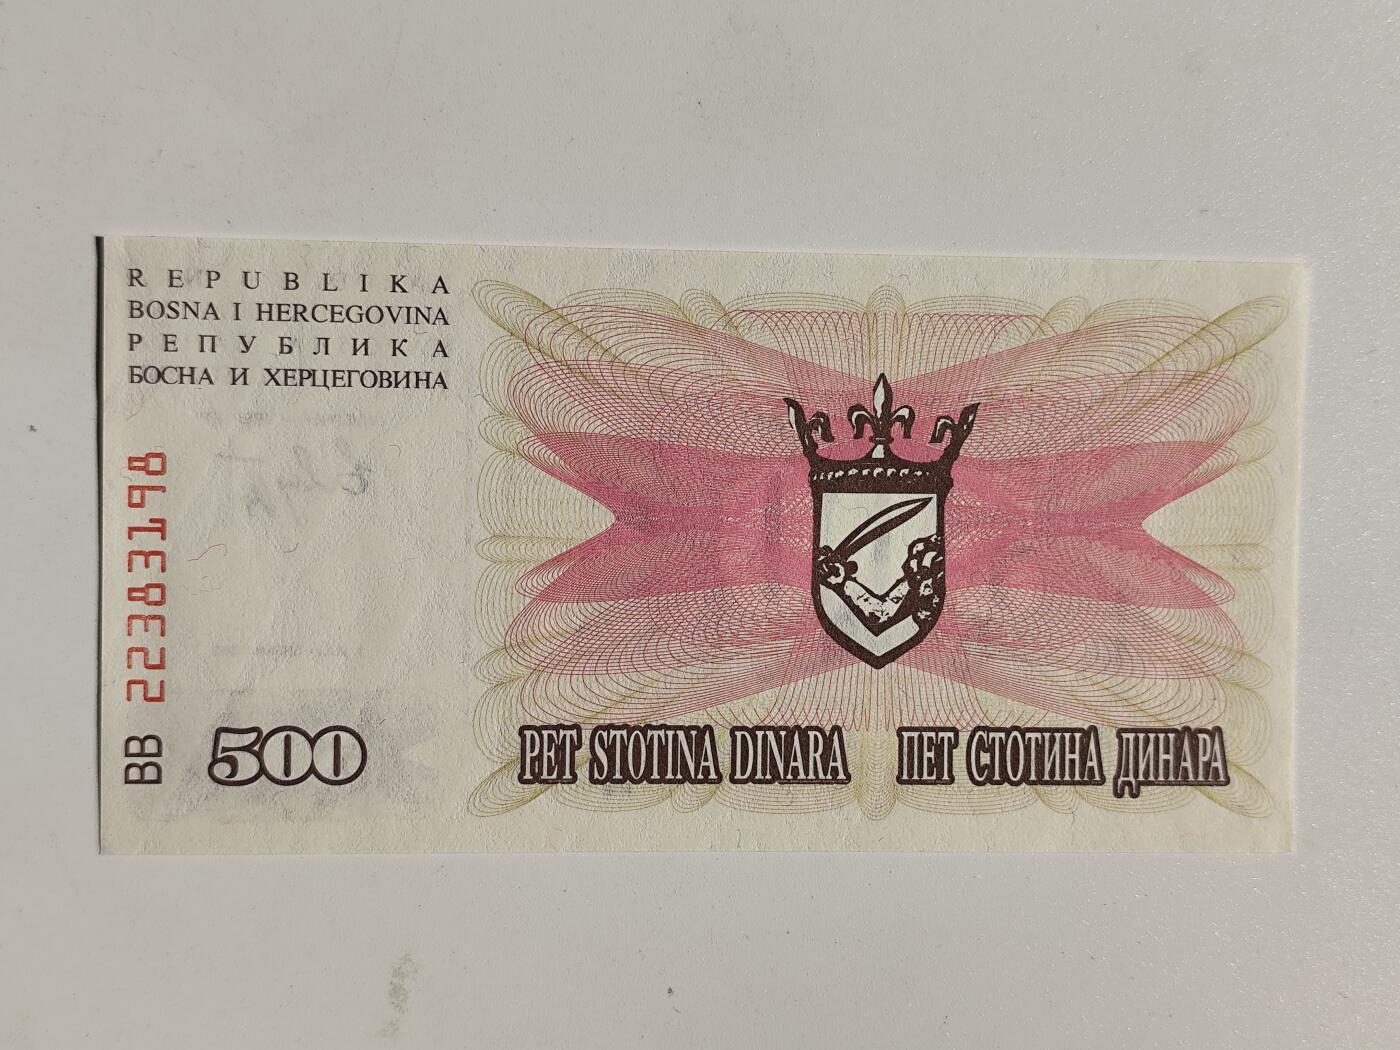 REPUBLIKA
BOSNA I HERCEGOVINA
РЕПУБЛИКА
БОСНА И ХЕРЦЕГОВИНА
BB 22383198
500
PET STOTINA DINARA ПЕТ СТОТИНА ДИНАРА